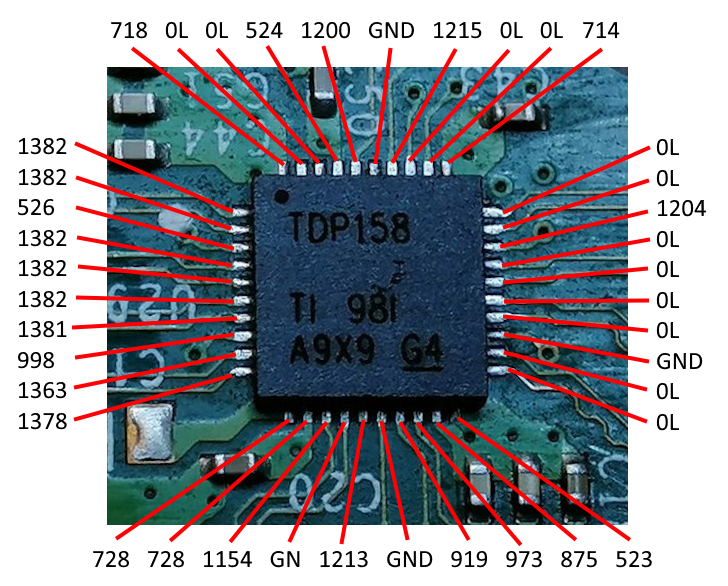 718 0L 0L 524 1200 GND 1215 0L 0L 714
1382
1382
526
1382
1382
1382
1381
998
1363
1378
TDP158
TI 98I
A9X9 G4
0L
0L
1204
0L
0L
0L
0L
GND
0L
0L
C44
C20
728 728 1154 GN 1213 GND 919 973 875 523